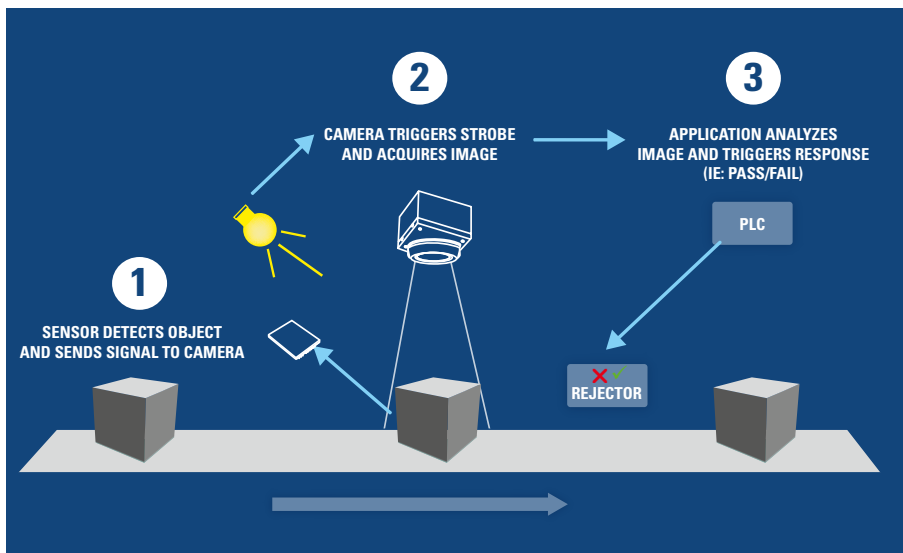 1
SENSOR DETECTS OBJECT
AND SENDS SIGNAL TO CAMERA
2
CAMERA TRIGGERS STROBE
AND ACQUIRES IMAGE
3
APPLICATION ANALYZES
IMAGE AND TRIGGERS RESPONSE
(IE: PASS/FAIL)
PLC
REJECTOR